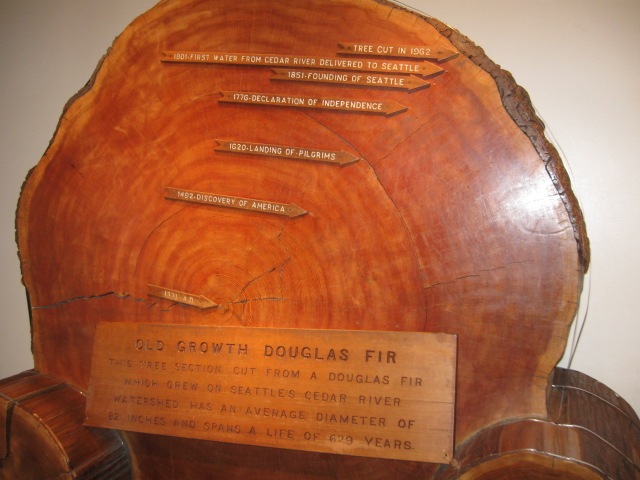 TREE CUT IN 1962
1901-FIRST WATER FROM CEDAR RIVER DELIVERED TO SEATTLE
1851-FOUNDING OF SEATTLE
1776-DECLARATION OF INDEPENDENCE
1620-LANDING OF PILGRIMS
1492-DISCOVERY OF AMERICA
A.D.
OLD GROWTH DOUGLAS FIR
THIS TREE SECTION CUT FROM A DOUGLAS FIR
WHICH GREW ON SEATTLE'S CEDAR RIVER
WATERSHED HAS AN AVERAGE DIAMETER OF
82 INCHES AND SPANS A LIFE OF 629 YEARS.